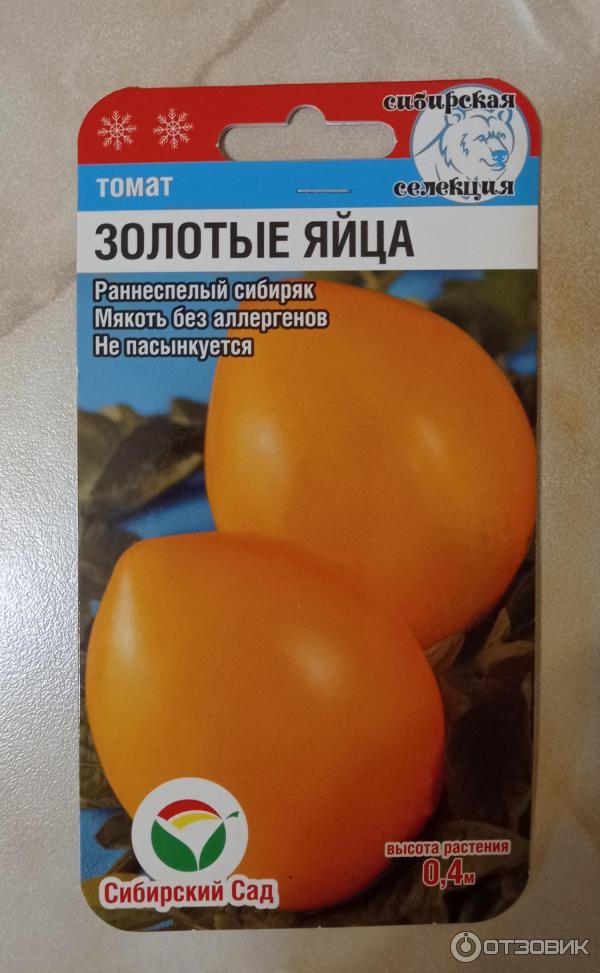 сибирская
селекция
томат
ЗОЛОТЫЕ ЯЙЦА
Раннеспелый сибиряк
Мякоть без аллергенов
Не пасынкуется
высота растения
0,4м
Сибирский Сад
ОТЗОВИК